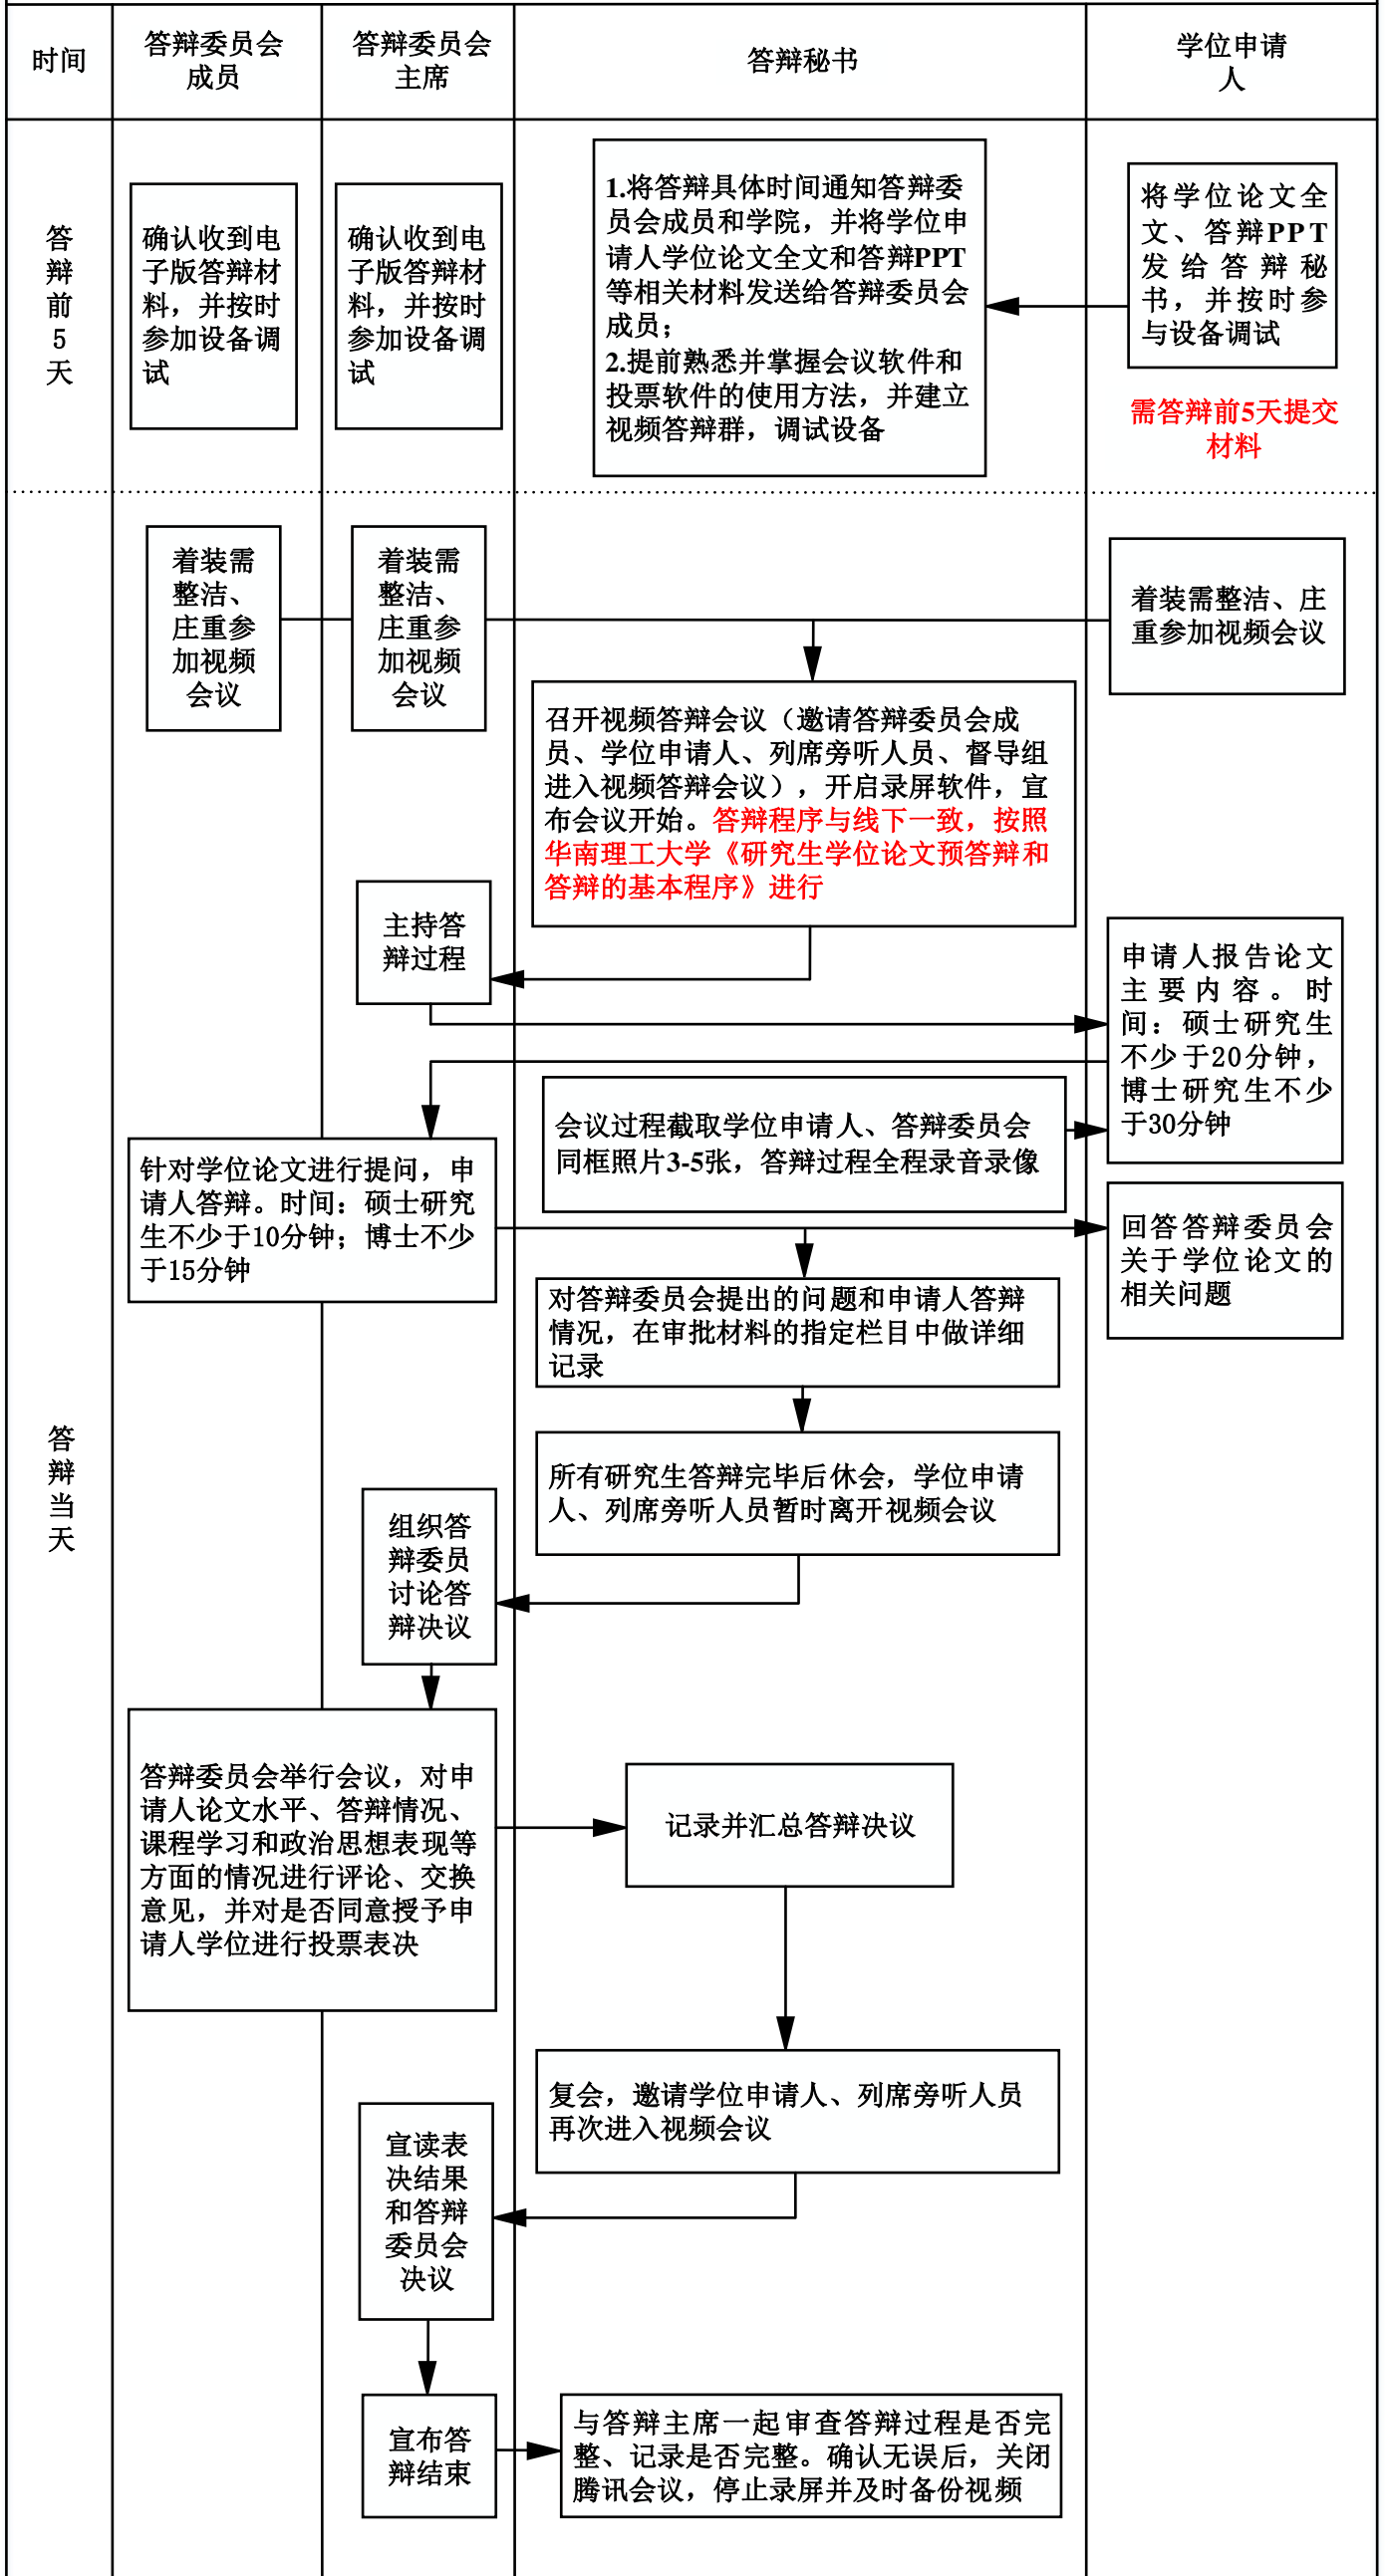 时间
答辩委员会
成员
答辩委员会
主席
答辩秘书
学位申请
人
答
辩
前
5
天
确认收到电
子版答辩材
料，并按时
参加设备调
试
确认收到电
子版答辩材
料，并按时
参加设备调
试
1.将答辩具体时间通知答辩委
员会成员和学院，并将学位申
请人学位论文全文和答辩PPT
等相关材料发送给答辩委员会
成员；
2.提前熟悉并掌握会议软件和
投票软件的使用方法，并建立
视频答辩群，调试设备
将学位论文全
文、答辩PPT
发给答辩秘
书，并按时参
与设备调试
需答辩前5天提交
材料
答
辩
当
天
着装需
整洁、
庄重参
加视频
会议
着装需
整洁、
庄重参
加视频
会议
着装需整洁、庄
重参加视频会议
召开视频答辩会议（邀请答辩委员会成
员、学位申请人、列席旁听人员、督导组
进入视频答辩会议），开启录屏软件，宣
布会议开始。答辩程序与线下一致，按照
华南理工大学《研究生学位论文预答辩和
答辩的基本程序》进行
主持答
辩过程
申请人报告论文
主要内容。时
间：硕士研究生
不少于20分钟，
博士研究生不少
于30分钟
会议过程截取学位申请人、答辩委员会
同框照片3-5张，答辩过程全程录音录像
针对学位论文进行提问，申
请人答辩。时间：硕士研究
生不少于10分钟；博士不少
于15分钟
回答答辩委员会
关于学位论文的
相关问题
对答辩委员会提出的问题和申请人答辩
情况，在审批材料的指定栏目中做详细
记录
所有研究生答辩完毕后休会，学位申请
人、列席旁听人员暂时离开视频会议
组织答
辩委员
讨论答
辩决议
答辩委员会举行会议，对申
请人论文水平、答辩情况、
课程学习和政治思想表现等
方面的情况进行评论、交换
意见，并对是否同意授予申
请人学位进行投票表决
记录并汇总答辩决议
复会，邀请学位申请人、列席旁听人员
再次进入视频会议
宣读表
决结果
和答辩
委员会
决议
宣布答
辩结束
与答辩主席一起审查答辩过程是否完
整、记录是否完整。确认无误后，关闭
腾讯会议，停止录屏并及时备份视频